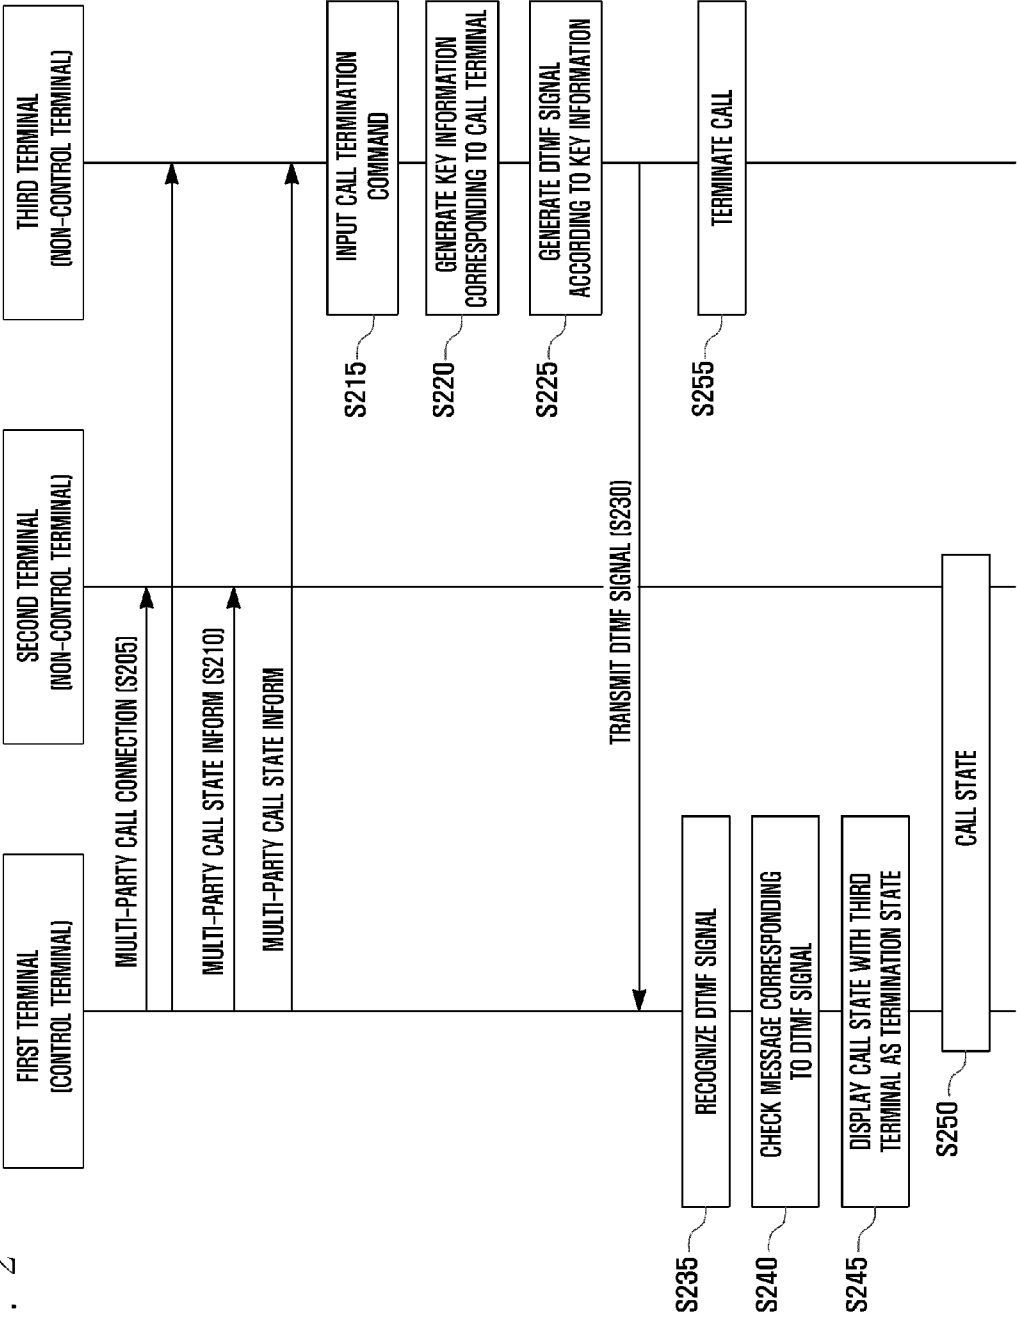 . 2
FIRST TERMINAL
(CONTROL TERMINAL)
SECOND TERMINAL
(NON-CONTROL TERMINAL)
THIRD TERMINAL
(NON-CONTROL TERMINAL)
MULTI-PARTY CALL CONNECTION (S205)
MULTI-PARTY CALL STATE INFORM (S210)
MULTI-PARTY CALL STATE INFORM
S215
INPUT CALL TERMINATION
COMMAND
S220
GENERATE KEY INFORMATION
CORRESPONDING TO CALL TERMINAL
S225
GENERATE DTMF SIGNAL
ACCORDING TO KEY INFORMATION
TRANSMIT DTMF SIGNAL (S230)
S235
RECOGNIZE DTMF SIGNAL
S255
TERMINATE CALL
S240
CHECK MESSAGE CORRESPONDING
TO DTMF SIGNAL
S245
DISPLAY CALL STATE WITH THIRD
TERMINAL AS TERMINATION STATE
S250
CALL STATE